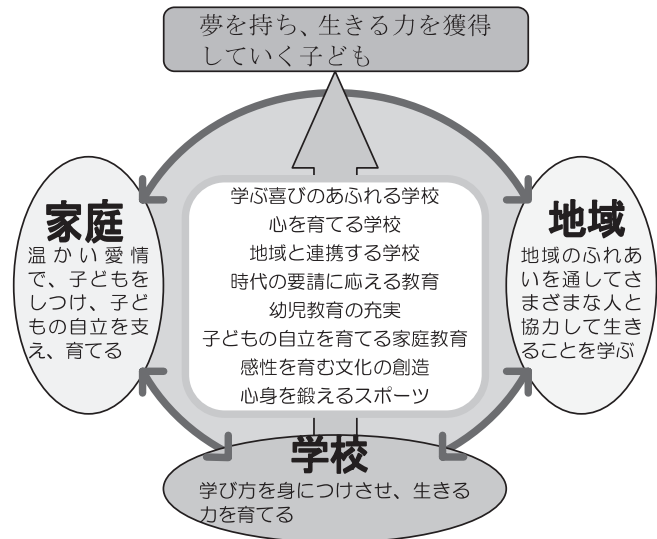 夢を持ち、生きる力を獲得
していく子ども
家庭
温かい愛情
で、子どもを
しつけ、子ど
もの自立を支
え、育てる
学ぶ喜びのあふれる学校
心を育てる学校
地域と連携する学校
時代の要請に応える教育
幼児教育の充実
子どもの自立を育てる家庭教育
感性を育む文化の創造
心身を鍛えるスポーツ
地域
地域のふれあ
いを通してさ
まざまな人と
協力して生き
ることを学ぶ
学校
学び方を身につけさせ、生きる
力を育てる